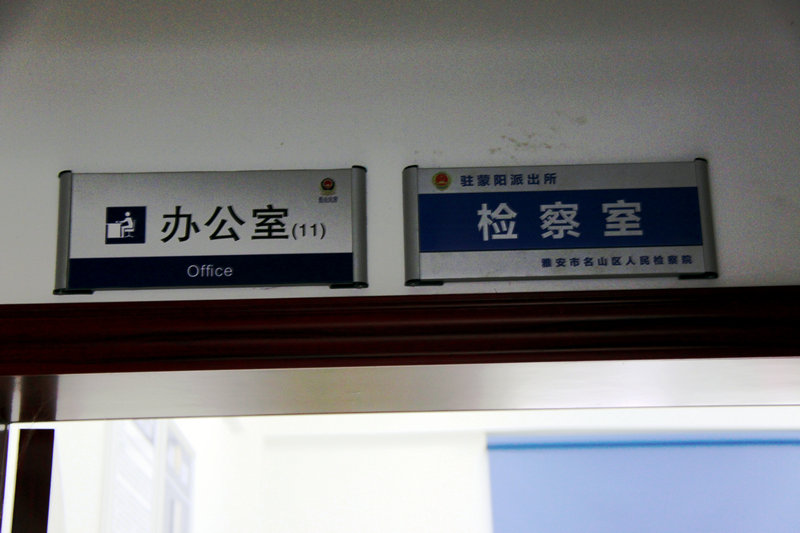 办公室(11)
Office
驻蒙阳派出所
检察室
雅安市名山区人民检察院